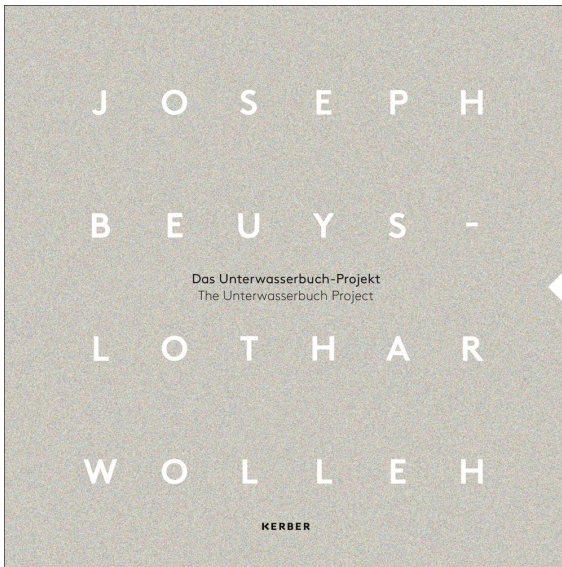 JOSEPH
BEUYS-
Das Unterwasserbuch-Projekt
The Unterwasserbuch Project
LOTHAR
WOLLEH
KERBER